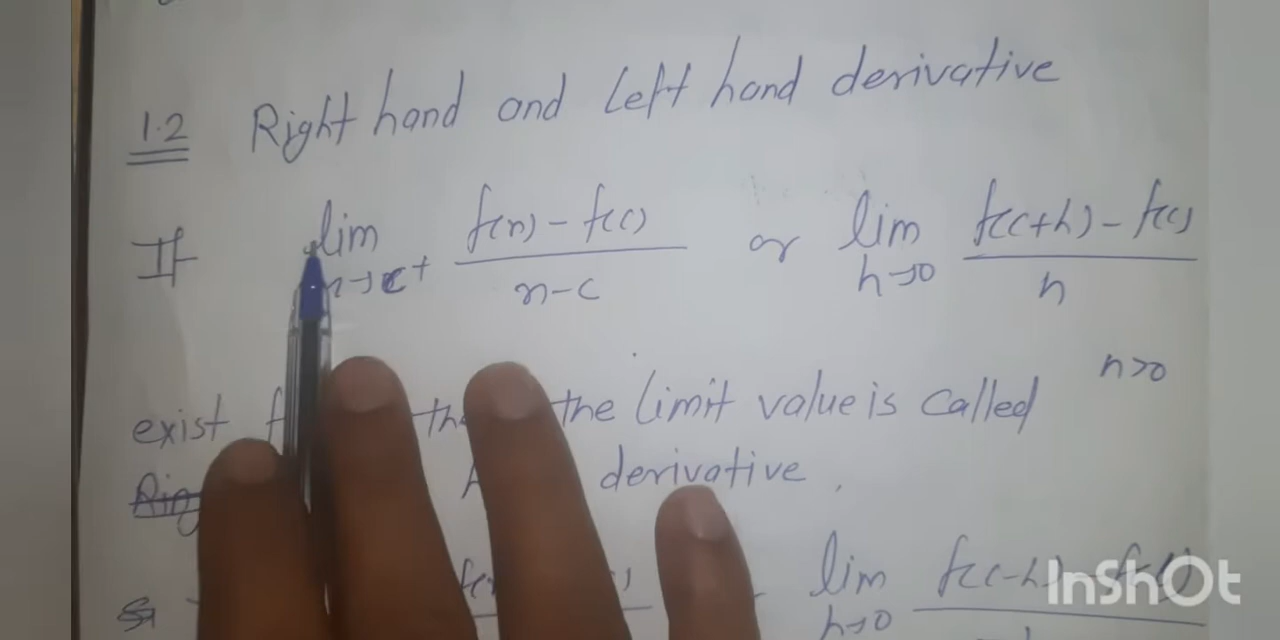 1.2 Right hand and Left hand derivative
If lim x→c+ f(x) - f(c) / x - c or lim h→0 f(c+h) - f(c) / h
h>0
exist the limit value is called
derivative.
lim h→0 f(c-h) - f(c)
InShOt